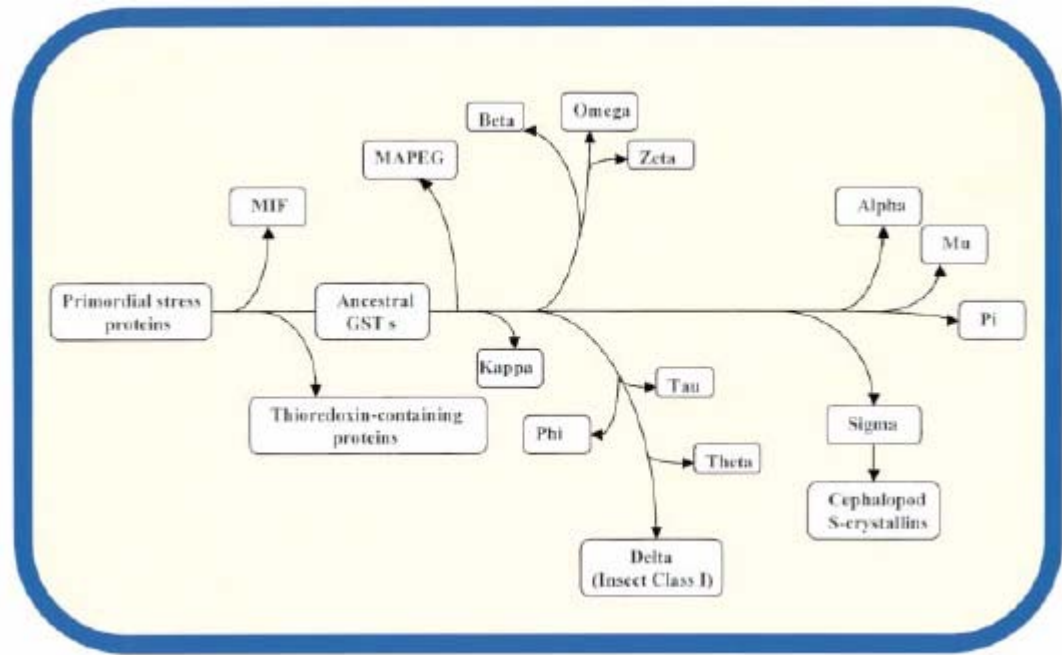 Beta
Omega
Zeta
MAPEG
MIF
Alpha
Mu
Primordial stress
proteins
Ancestral
GST s
Pi
Kappa
Tau
Thioredoxin-containing
proteins
Phi
Sigma
Theta
Cephalopod
S-crystallins
Delta
(Insect Class I)